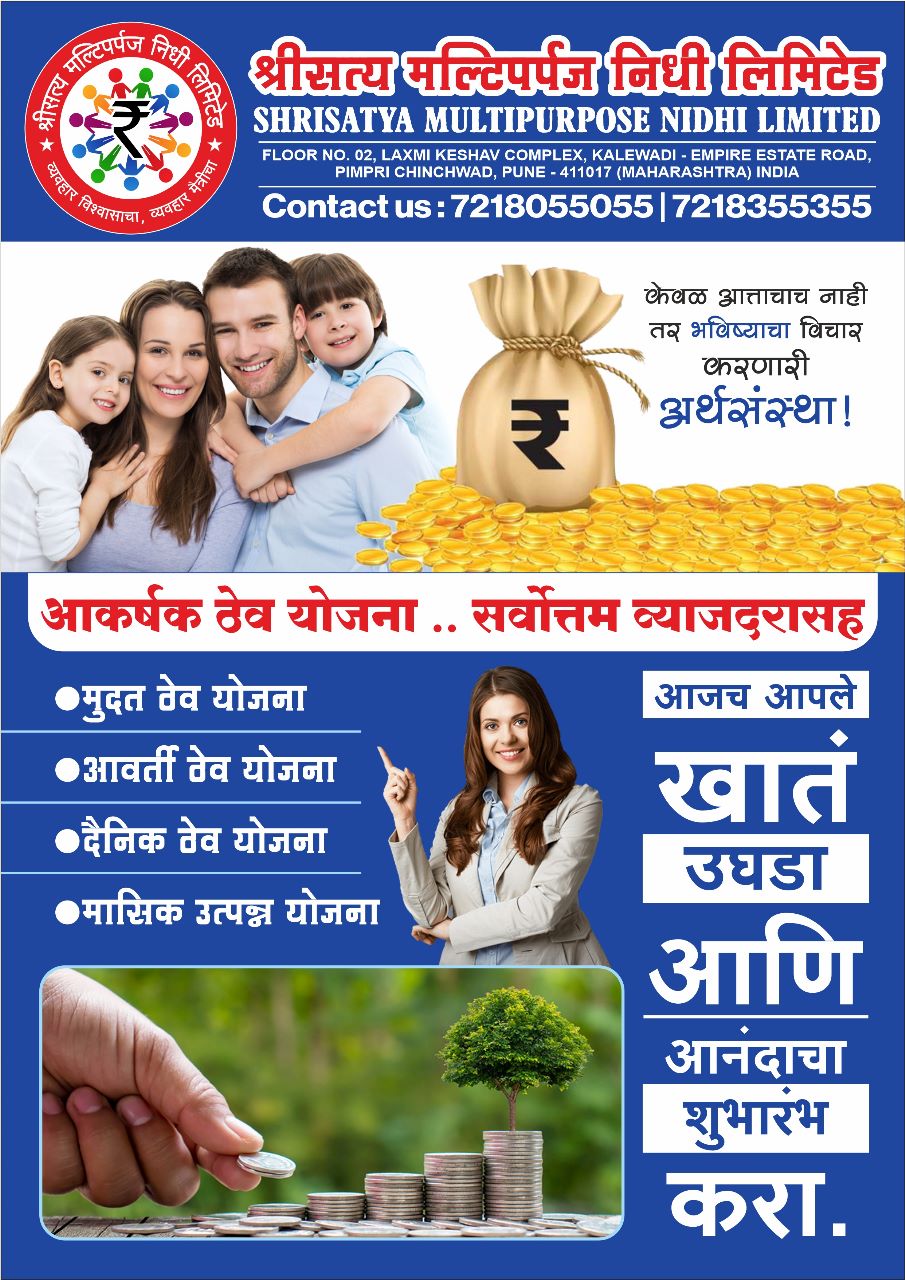 श्रीसत्य मल्टिपर्पज निधी लिमिटेड
व्यवहार विश्वासाचा, व्यवहार मैत्रीचा
₹
श्रीसत्य मल्टिपर्पज निधी लिमिटेड
SHRISATYA MULTIPURPOSE NIDHI LIMITED
FLOOR NO. 02, LAXMI KESHAV COMPLEX, KALEWADI - EMPIRE ESTATE ROAD,
PIMPRI CHINCHWAD, PUNE - 411017 (MAHARASHTRA) INDIA
Contact us : 7218055055 | 7218355355
केवळ आत्ताचाच नाही
तर भविष्याचा विचार
करणारी
अर्थसंस्था!
₹
आकर्षक ठेव योजना .. सर्वोत्तम व्याजदरासह
●मुदत ठेव योजना
●आवर्ती ठेव योजना
●दैनिक ठेव योजना
●मासिक उत्पन्न योजना
आजच आपले
खातं
उघडा
आणि
आनंदाचा
शुभारंभ
करा.